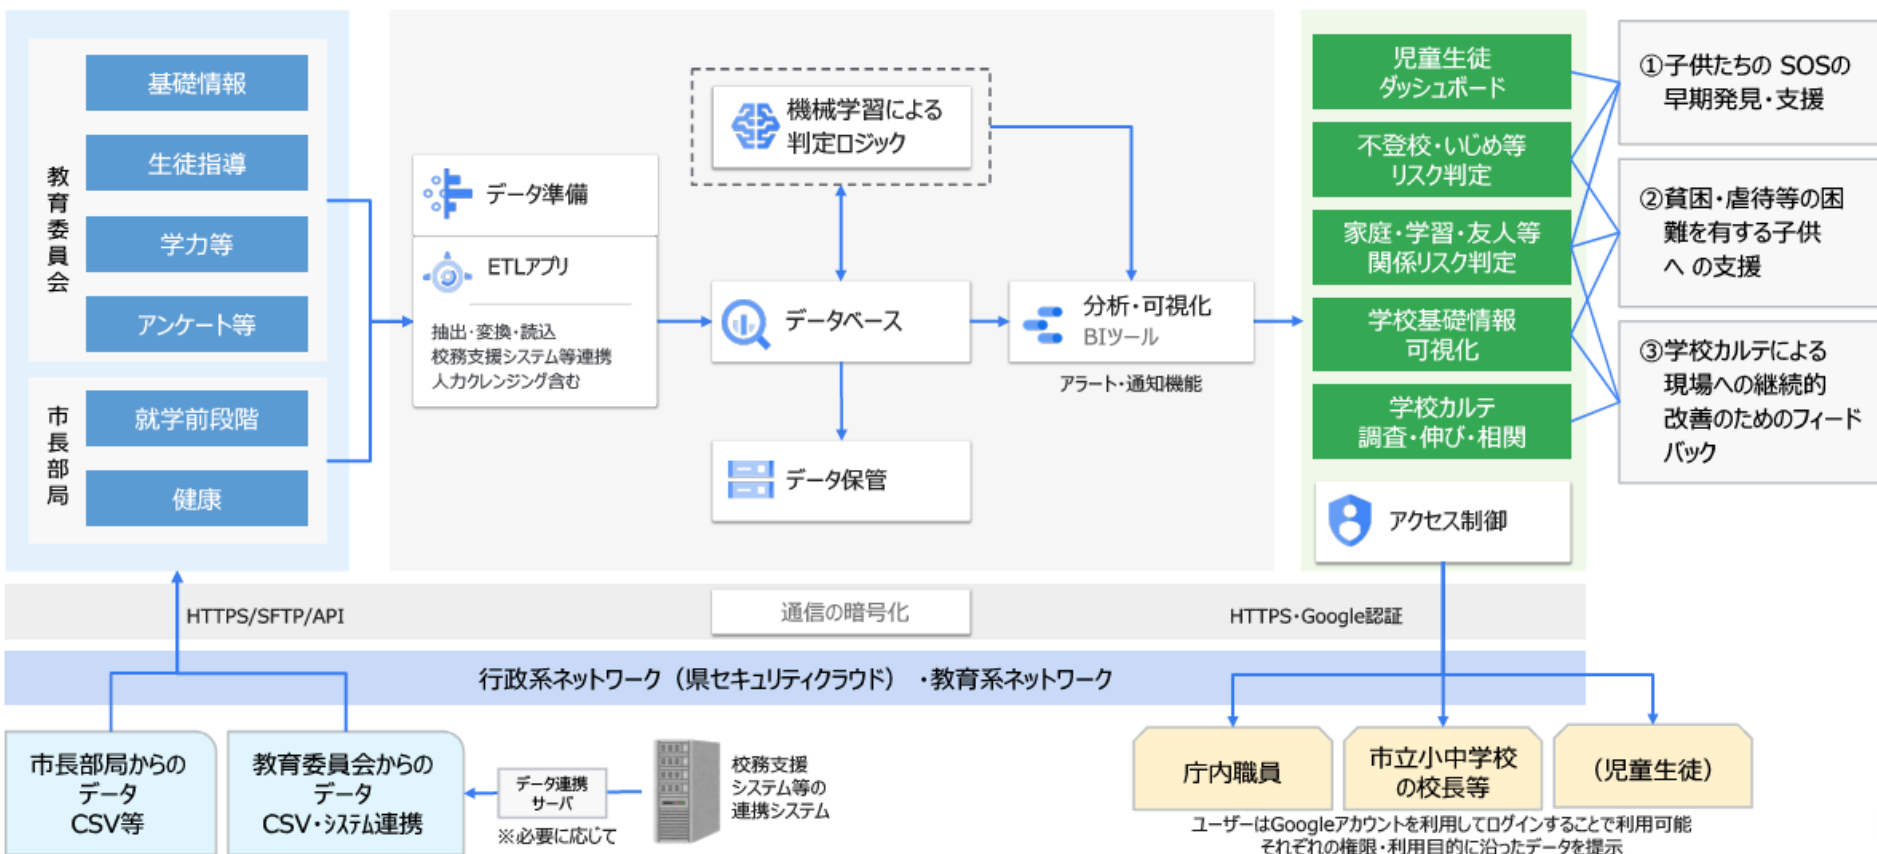 教育委員会
基礎情報
生徒指導
学力等
アンケート等
市長部局
就学前段階
健康
データ準備
ETLアプリ
抽出・変換・読込
校務支援システム等連携
人力クレンジング含む
機械学習による
判定ロジック
データベース
データ保管
分析・可視化
BIツール
アラート・通知機能
児童生徒
ダッシュボード
不登校・いじめ等
リスク判定
家庭・学習・友人等
関係リスク判定
学校基礎情報
可視化
学校カルテ
調査・伸び・相関
アクセス制御
①子供たちの SOSの
早期発見・支援
②貧困・虐待等の困
難を有する子供
へ の支援
③学校カルテによる
現場への継続的
改善のためのフィード
バック
HTTPS/SFTP/API
通信の暗号化
HTTPS・Google認証
行政系ネットワーク（県セキュリティクラウド）・教育系ネットワーク
市長部局からの
データ
CSV等
教育委員会からの
データ
CSV・システム連携
データ連携
サーバ
※必要に応じて
校務支援
システム等の
連携システム
庁内職員
市立小中学校
の校長等
（児童生徒）
ユーザーはGoogleアカウントを利用してログインすることで利用可能
それぞれの権限・利用目的に沿ったデータを提示